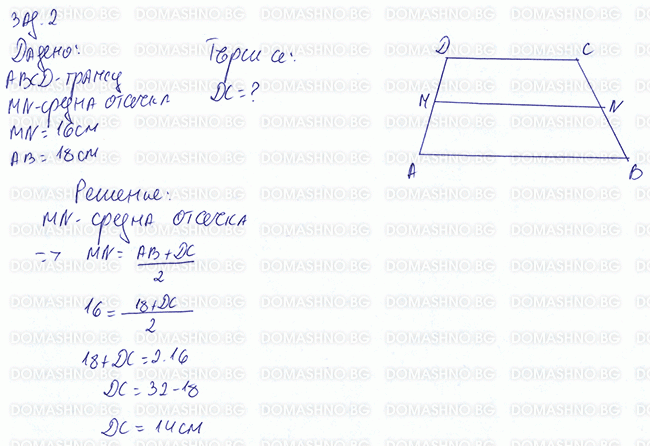 Зад. 2
Дадено:
ABCD - трапец
MN - средна отсечка
MN = 16 см
AB = 18 см
Търси се:
DC = ?
D C
M N
A B
Решение:
MN - средна отсечка
=> MN = AB + DC
2
16 = 18 + DC
2
18 + DC = 2.16
DC = 32 - 18
DC = 14 см
DOMASHNO.BG